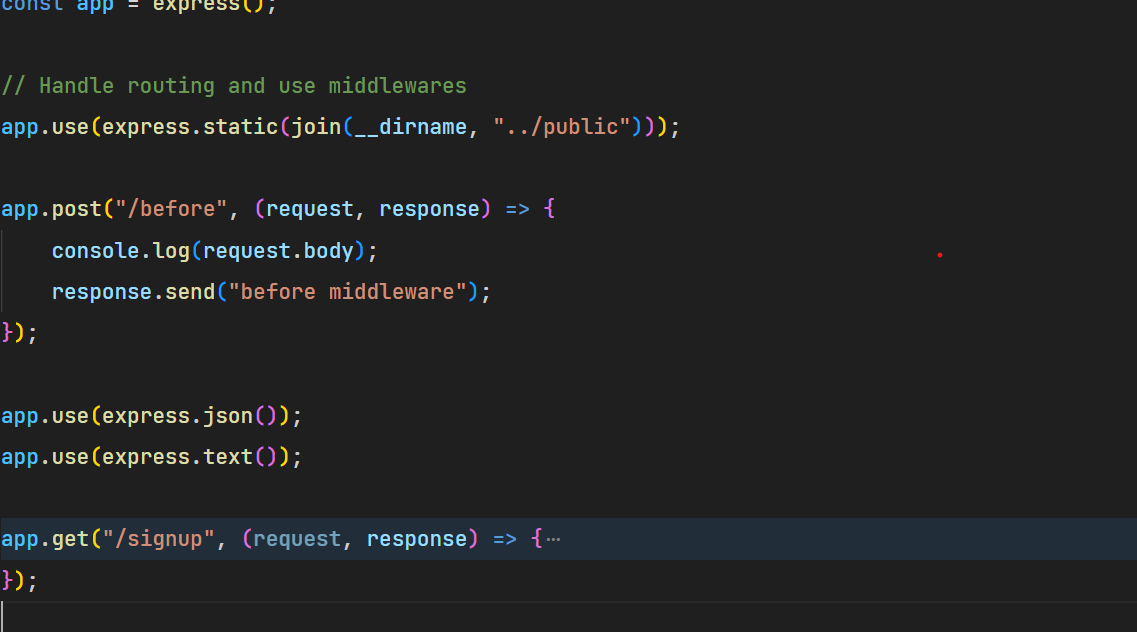 const app = express();
// Handle routing and use middlewares
app.use(express.static(join(__dirname, "../public")));
app.post("/before", (request, response) => {
    console.log(request.body);
    response.send("before middleware");
});
app.use(express.json());
app.use(express.text());
app.get("/signup", (request, response) => {⋯
});